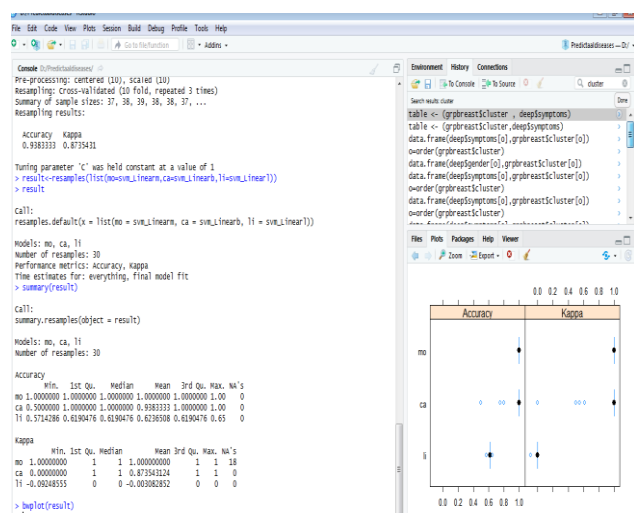 File Edit Code View Plots Session Build Debug Profile Tools Help
Go to file/function Addins
Console D:/Predictaaldiseases/
Pre-processing: centered (10), scaled (10)
Resampling: Cross-Validated (10 fold, repeated 3 times)
Summary of sample sizes: 37, 38, 39, 38, 38, 37, ...
Resampling results:
Accuracy Kappa
0.9383333 0.8735431
Tuning parameter 'C' was held constant at a value of 1
> result<-resamples(list(mo=svm_Linearm,ca=svm_Linearb,li=svm_Linearl))
> result
Call:
resamples.default(x = list(mo = svm_Linearm, ca = svm_Linearb, li = svm_Linearl))
Models: mo, ca, li
Number of resamples: 30
Performance metrics: Accuracy, Kappa
Time estimates for: everything, final model fit
> summary(result)
Call:
summary.resamples(object = result)
Models: mo, ca, li
Number of resamples: 30
Accuracy
Min. 1st Qu. Median Mean 3rd Qu. Max. NA's
mo 1.0000000 1.0000000 1.0000000 1.0000000 1.0000000 1.00 0
ca 0.5000000 1.0000000 1.0000000 0.9383333 1.0000000 1.00 0
li 0.5714286 0.6190476 0.6190476 0.6236508 0.6190476 0.65 0
Kappa
Min. 1st Qu. Median Mean 3rd Qu. Max. NA's
mo 1.00000000 1 1 1.000000000 1 1 18
ca 0.00000000 1 1 0.873543124 1 1 0
li -0.09248555 0 0 -0.003082852 0 0 0
> bwplot(result)
Predictaaldiseases — D:/
Environment History Connections
To Console To Source cluster
Search results: cluster Done
table <- (grpbreast$cluster , deep$symptoms)
table <- (grpbreast$cluster,deep$symptoms)
data.frame(deep$symptoms[o],grpbreast$cluster[o])
o=order(grpbreast$cluster)
data.frame(deep$gender[o],grpbreast$cluster[o])
o=order(grpbreast$cluster)
data.frame(deep$symptoms[o],grpbreast$cluster[o])
o=order(grpbreast$cluster)
Files Plots Packages Help Viewer
Zoom Export
0.0 0.2 0.4 0.6 0.8 1.0
Accuracy Kappa
mo
ca
li
0.0 0.2 0.4 0.6 0.8 1.0